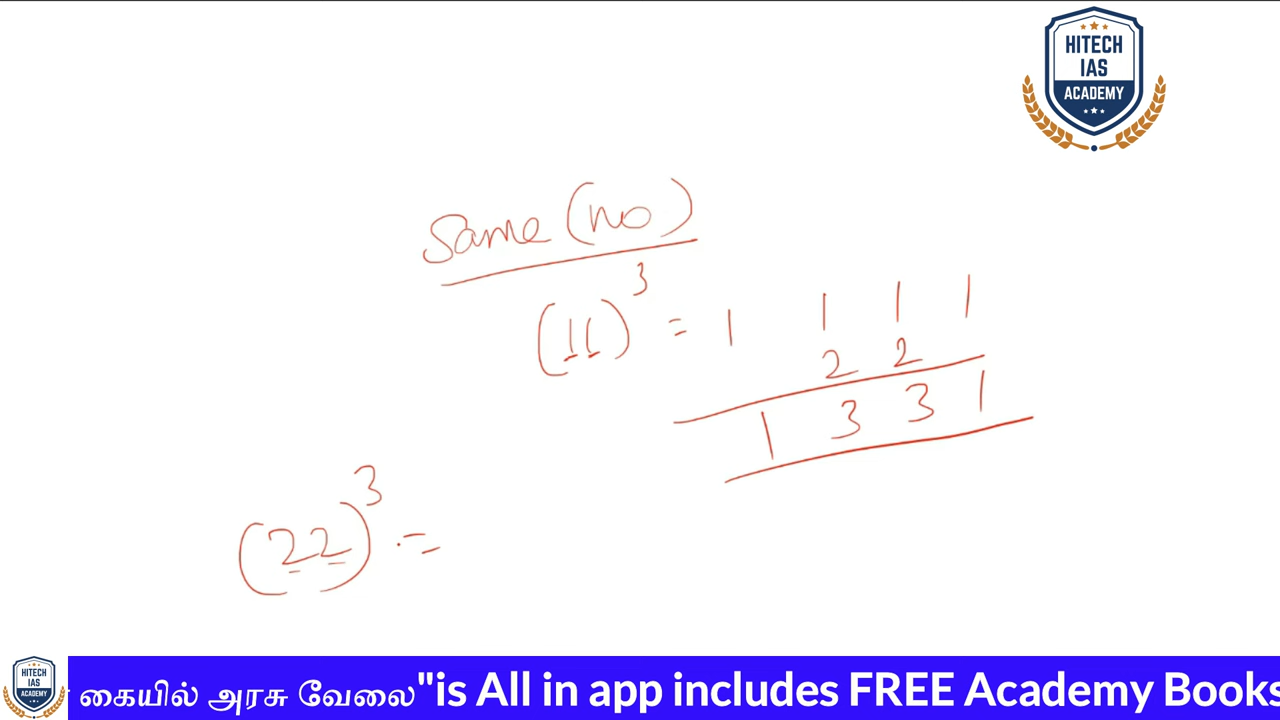 HITECH
IAS
ACADEMY
Same (no)
(11)³ = 1 1 1 1
2 2
1 3 3 1
(22)³ =
HITECH
IAS
ACADEMY
கையில் அரசு வேலை"is All in app includes FREE Academy Books